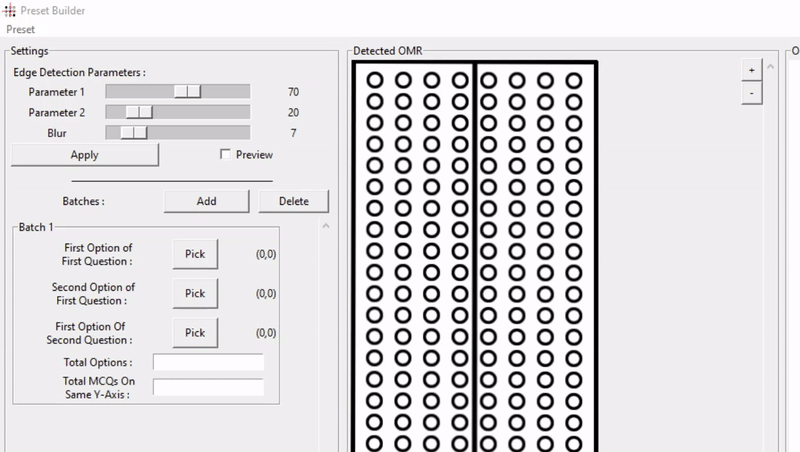 Preset Builder
Preset
Settings
Edge Detection Parameters :
Parameter 1 70
Parameter 2 20
Blur 7
Apply Preview
Batches : Add Delete
Batch 1
First Option of
First Question : Pick (0,0)
Second Option of
First Question : Pick (0,0)
First Option Of
Second Question : Pick (0,0)
Total Options :
Total MCQs On
Same Y-Axis :
Detected OMR
+
-
O